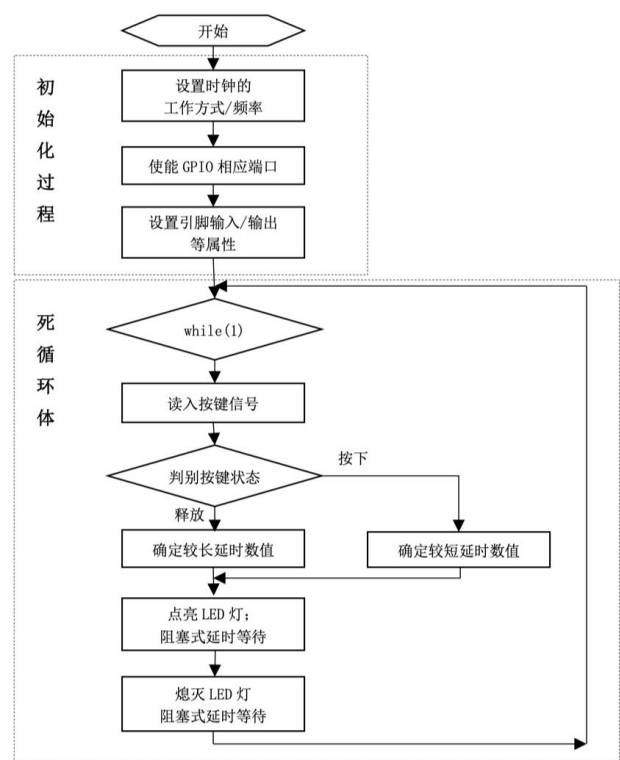 开始
初始化过程
设置时钟的
工作方式/频率
使能 GPIO 相应端口
设置引脚输入/输出
等属性
死循环体
while(1)
读入按键信号
判别按键状态
按下
释放
确定较长延时数值
确定较短延时数值
点亮 LED 灯；
阻塞式延时等待
熄灭 LED 灯
阻塞式延时等待